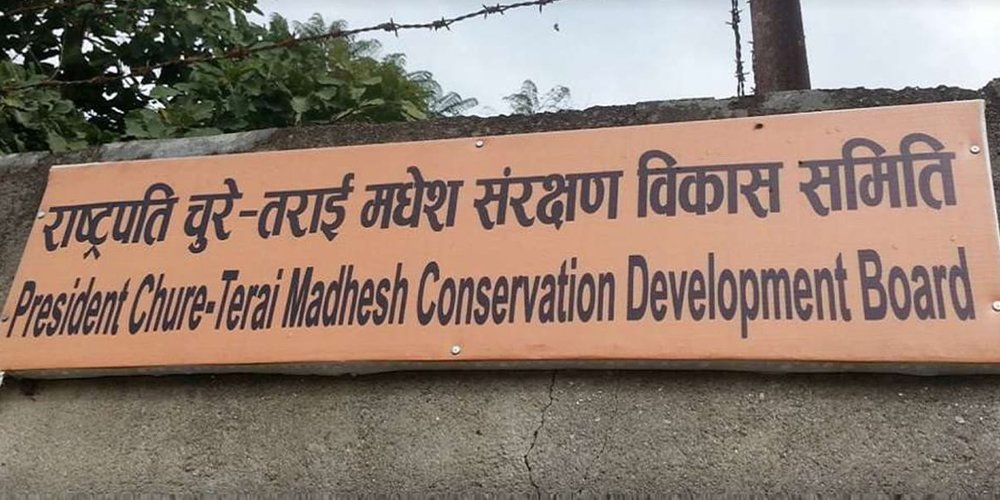 राष्ट्रपति चुरे-तराई मधेश संरक्षण विकास समिति
President Chure-Terai Madhesh Conservation Development Board